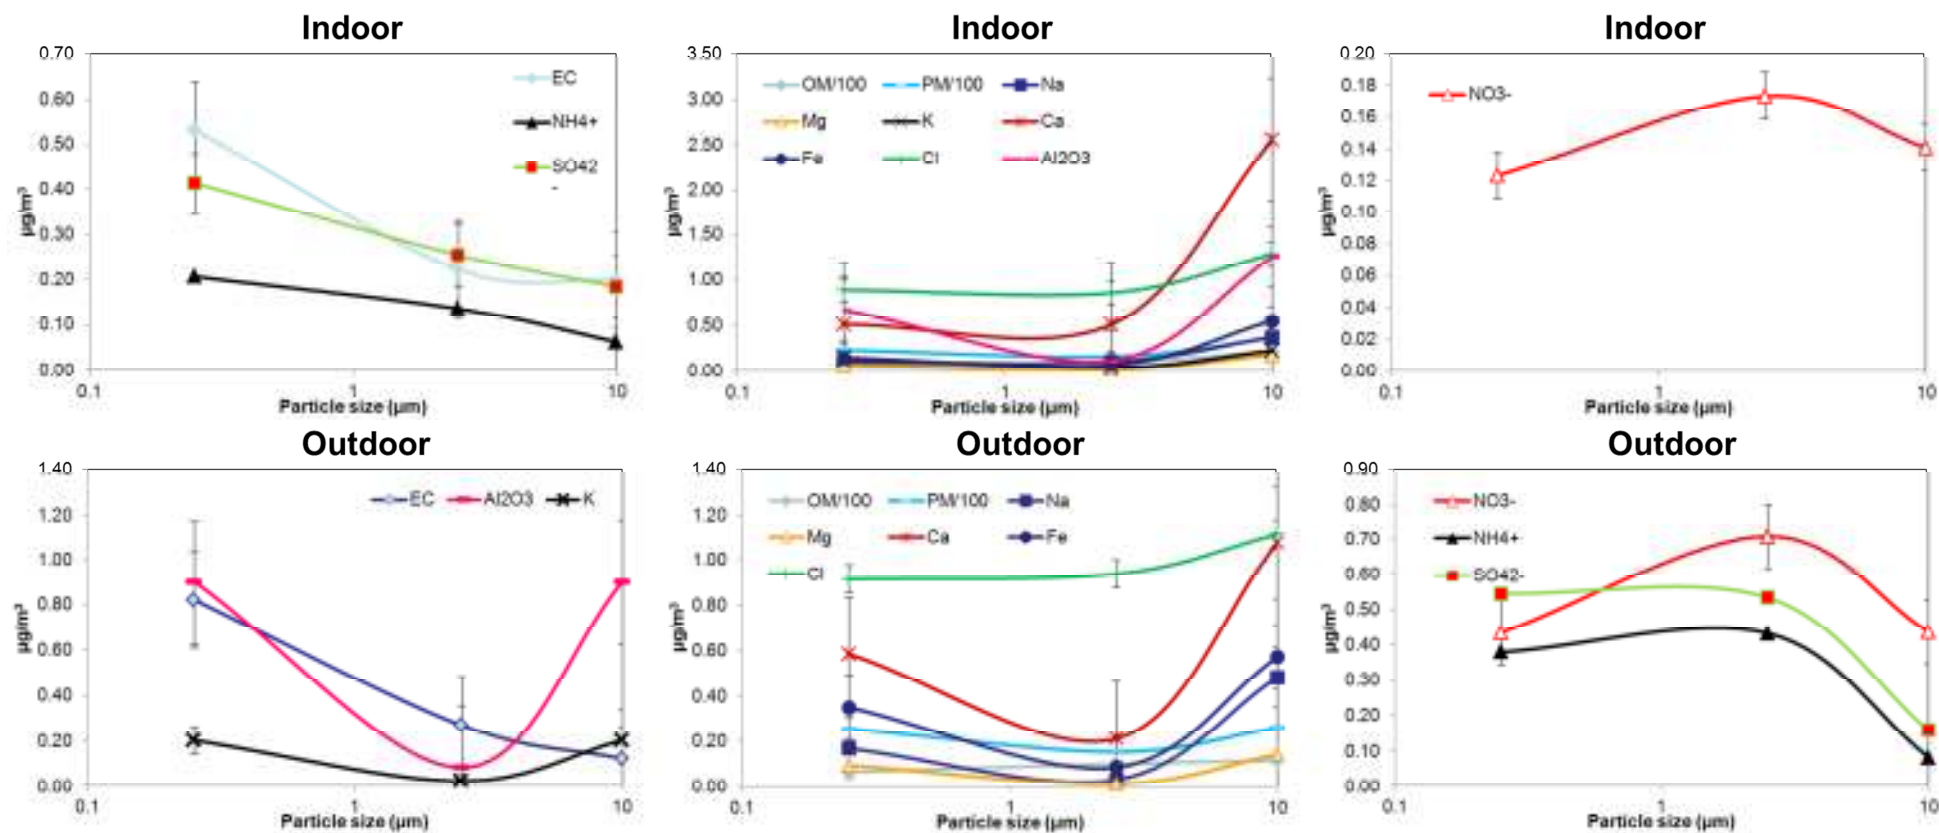 Indoor
0.70
0.60
0.50
0.40
0.30
0.20
0.10
0.00
µg/m³
EC
NH4+
SO42
-
0.1
1
10
Particle size (µm)
Indoor
3.50
3.00
2.50
2.00
1.50
1.00
0.50
0.00
µg/m³
OM/100 PM/100 Na
Mg K Ca
Fe Cl Al2O3
0.1
1
10
Particle size (µm)
Indoor
0.20
0.18
0.16
0.14
0.12
0.10
0.08
0.06
0.04
0.02
0.00
µg/m³
NO3-
0.1
1
10
Particle size (µm)
Outdoor
1.40
1.20
1.00
0.80
0.60
0.40
0.20
0.00
µg/m³
EC Al2O3 K
0.1
1
10
Particle size (µm)
Outdoor
1.40
1.20
1.00
0.80
0.60
0.40
0.20
0.00
µg/m³
OM/100 PM/100 Na
Mg Ca Fe
Cl
0.1
1
10
Particle size (µm)
Outdoor
0.90
0.80
0.70
0.60
0.50
0.40
0.30
0.20
0.10
0.00
µg/m³
NO3-
NH4+
SO42-
0.1
1
10
Particle size (µm)